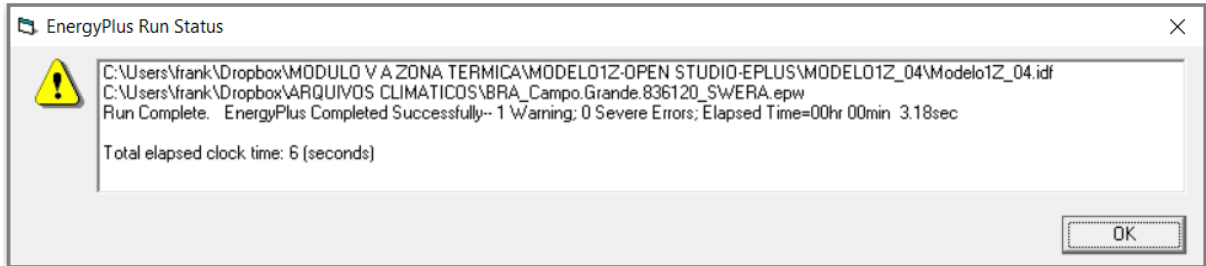 EnergyPlus Run Status
C:\Users\frank\Dropbox\MODULO V A ZONA TERMICA\MODELO1Z-OPEN STUDIO-EPLUS\MODELO1Z_04\Modelo1Z_04.idf
C:\Users\frank\Dropbox\ARQUIVOS CLIMATICOS\BRA_Campo.Grande.836120_SWERA.epw
Run Complete.   EnergyPlus Completed Successfully-- 1 Warning; 0 Severe Errors; Elapsed Time=00hr 00min  3.18sec
Total elapsed clock time: 6 (seconds)
OK